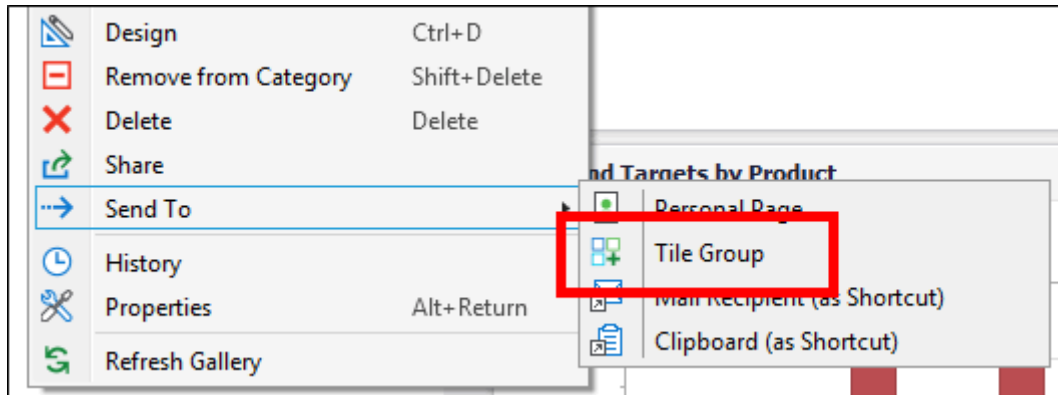 Design Ctrl+D
Remove from Category Shift+Delete
Delete Delete
Share
nd Targets by Product
Send To
Personal Page
Tile Group
History
Mail Recipient (as Shortcut)
Properties Alt+Return
Clipboard (as Shortcut)
Refresh Gallery